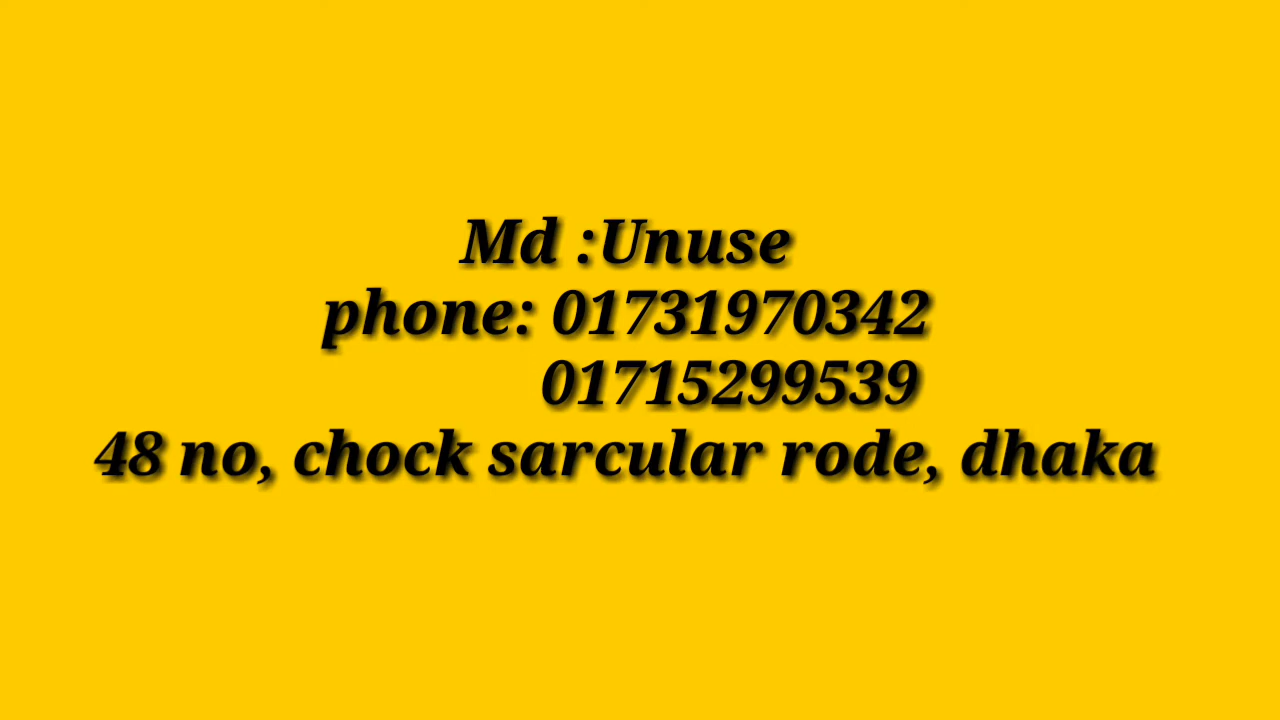 Md :Unuse
phone: 01731970342
01715299539
48 no, chock sarcular rode, dhaka